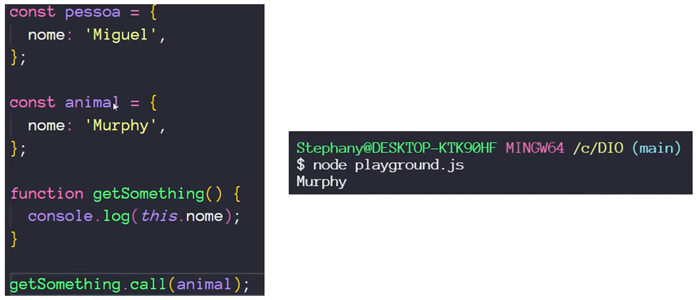 const pessoa = {
  nome: 'Miguel',
};
const animal = {
  nome: 'Murphy',
};
function getSomething() {
  console.log(this.nome);
}
getSomething.call(animal);
Stephany@DESKTOP-KTK90HF MINGW64 /c/DIO (main)
$ node playground.js
Murphy